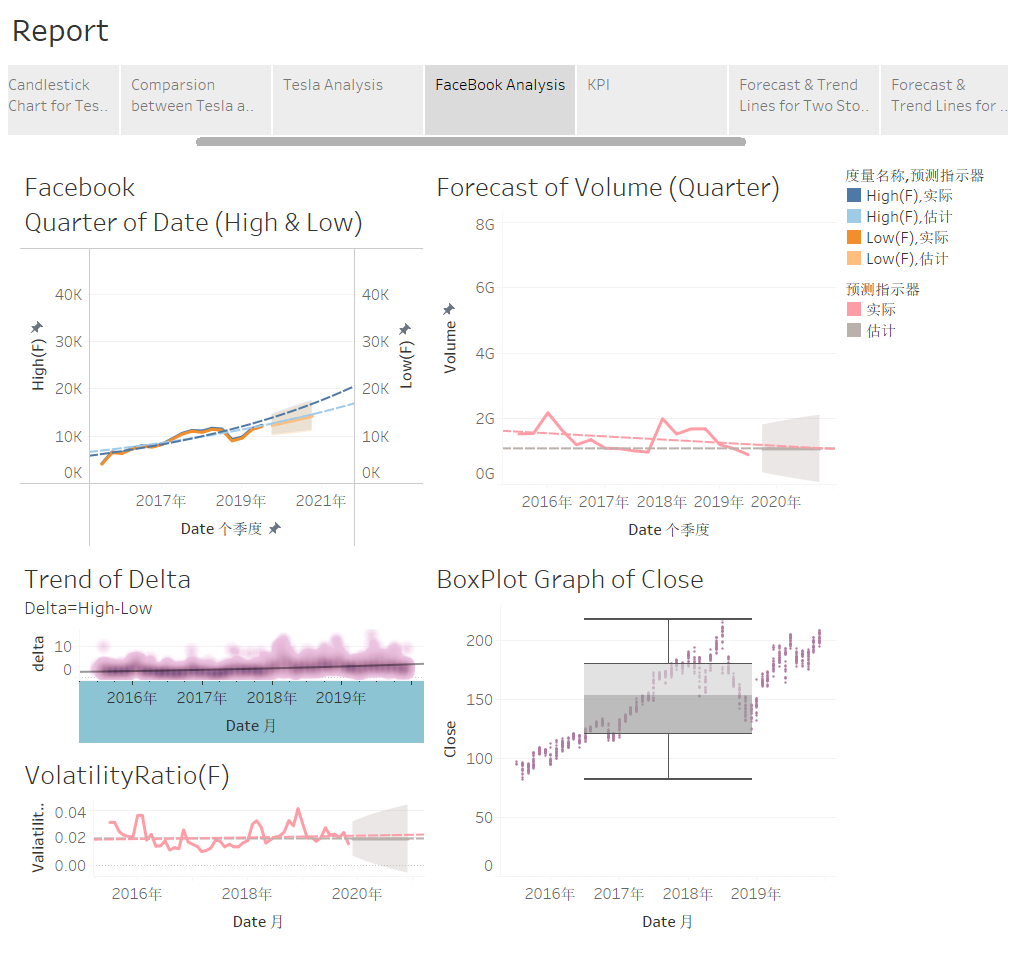 Report
Candlestick
Chart for Tes..
Comparsion
between Tesla a..
Tesla Analysis
FaceBook Analysis
KPI
Forecast & Trend
Lines for Two Sto..
Forecast &
Trend Lines for ..
Facebook
Quarter of Date (High & Low)
High(F)
40K
30K
20K
10K
0K
40K
30K
20K
10K
0K
Low(F)
2017年
2019年
2021年
Date 个季度
Forecast of Volume (Quarter)
Volume
8G
6G
4G
2G
0G
2016年
2017年
2018年
2019年
2020年
Date 个季度
度量名称,预测指示器
High(F),实际
High(F),估计
Low(F),实际
Low(F),估计
预测指示器
实际
估计
Trend of Delta
Delta=High-Low
delta
10
0
2016年
2017年
2018年
2019年
Date 月
VolatilityRatio(F)
Valiatilit..
0.04
0.02
0.00
2016年
2018年
2020年
Date 月
BoxPlot Graph of Close
Close
200
150
100
50
0
2016年
2017年
2018年
2019年
Date 月